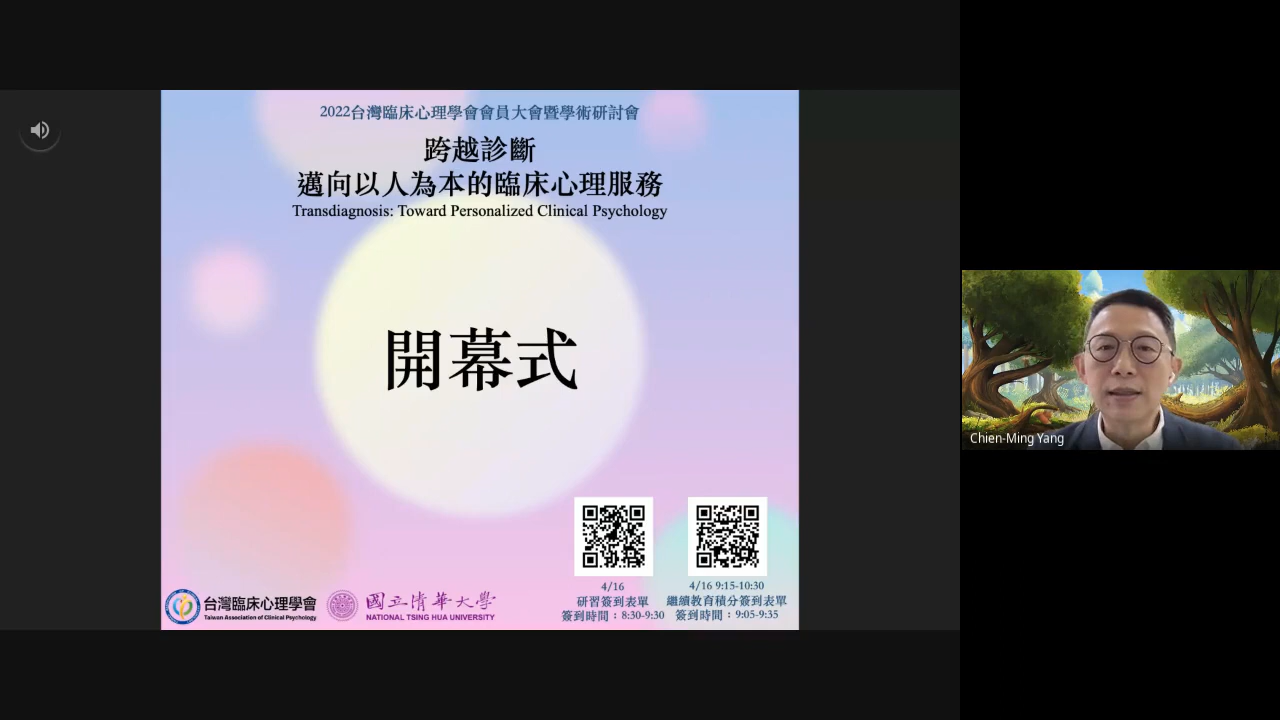 2022台灣臨床心理學會會員大會暨學術研討會
跨越診斷
邁向以人為本的臨床心理服務
Transdiagnosis: Toward Personalized Clinical Psychology
開幕式
4/16
研習簽到表單
簽到時間：8:30-9:30
4/16 9:15-10:30
繼續教育積分簽到表單
簽到時間：9:05-9:35
台灣臨床心理學會
Taiwan Association of Clinical Psychology
國立清華大學
NATIONAL TSING HUA UNIVERSITY
Chien-Ming Yang